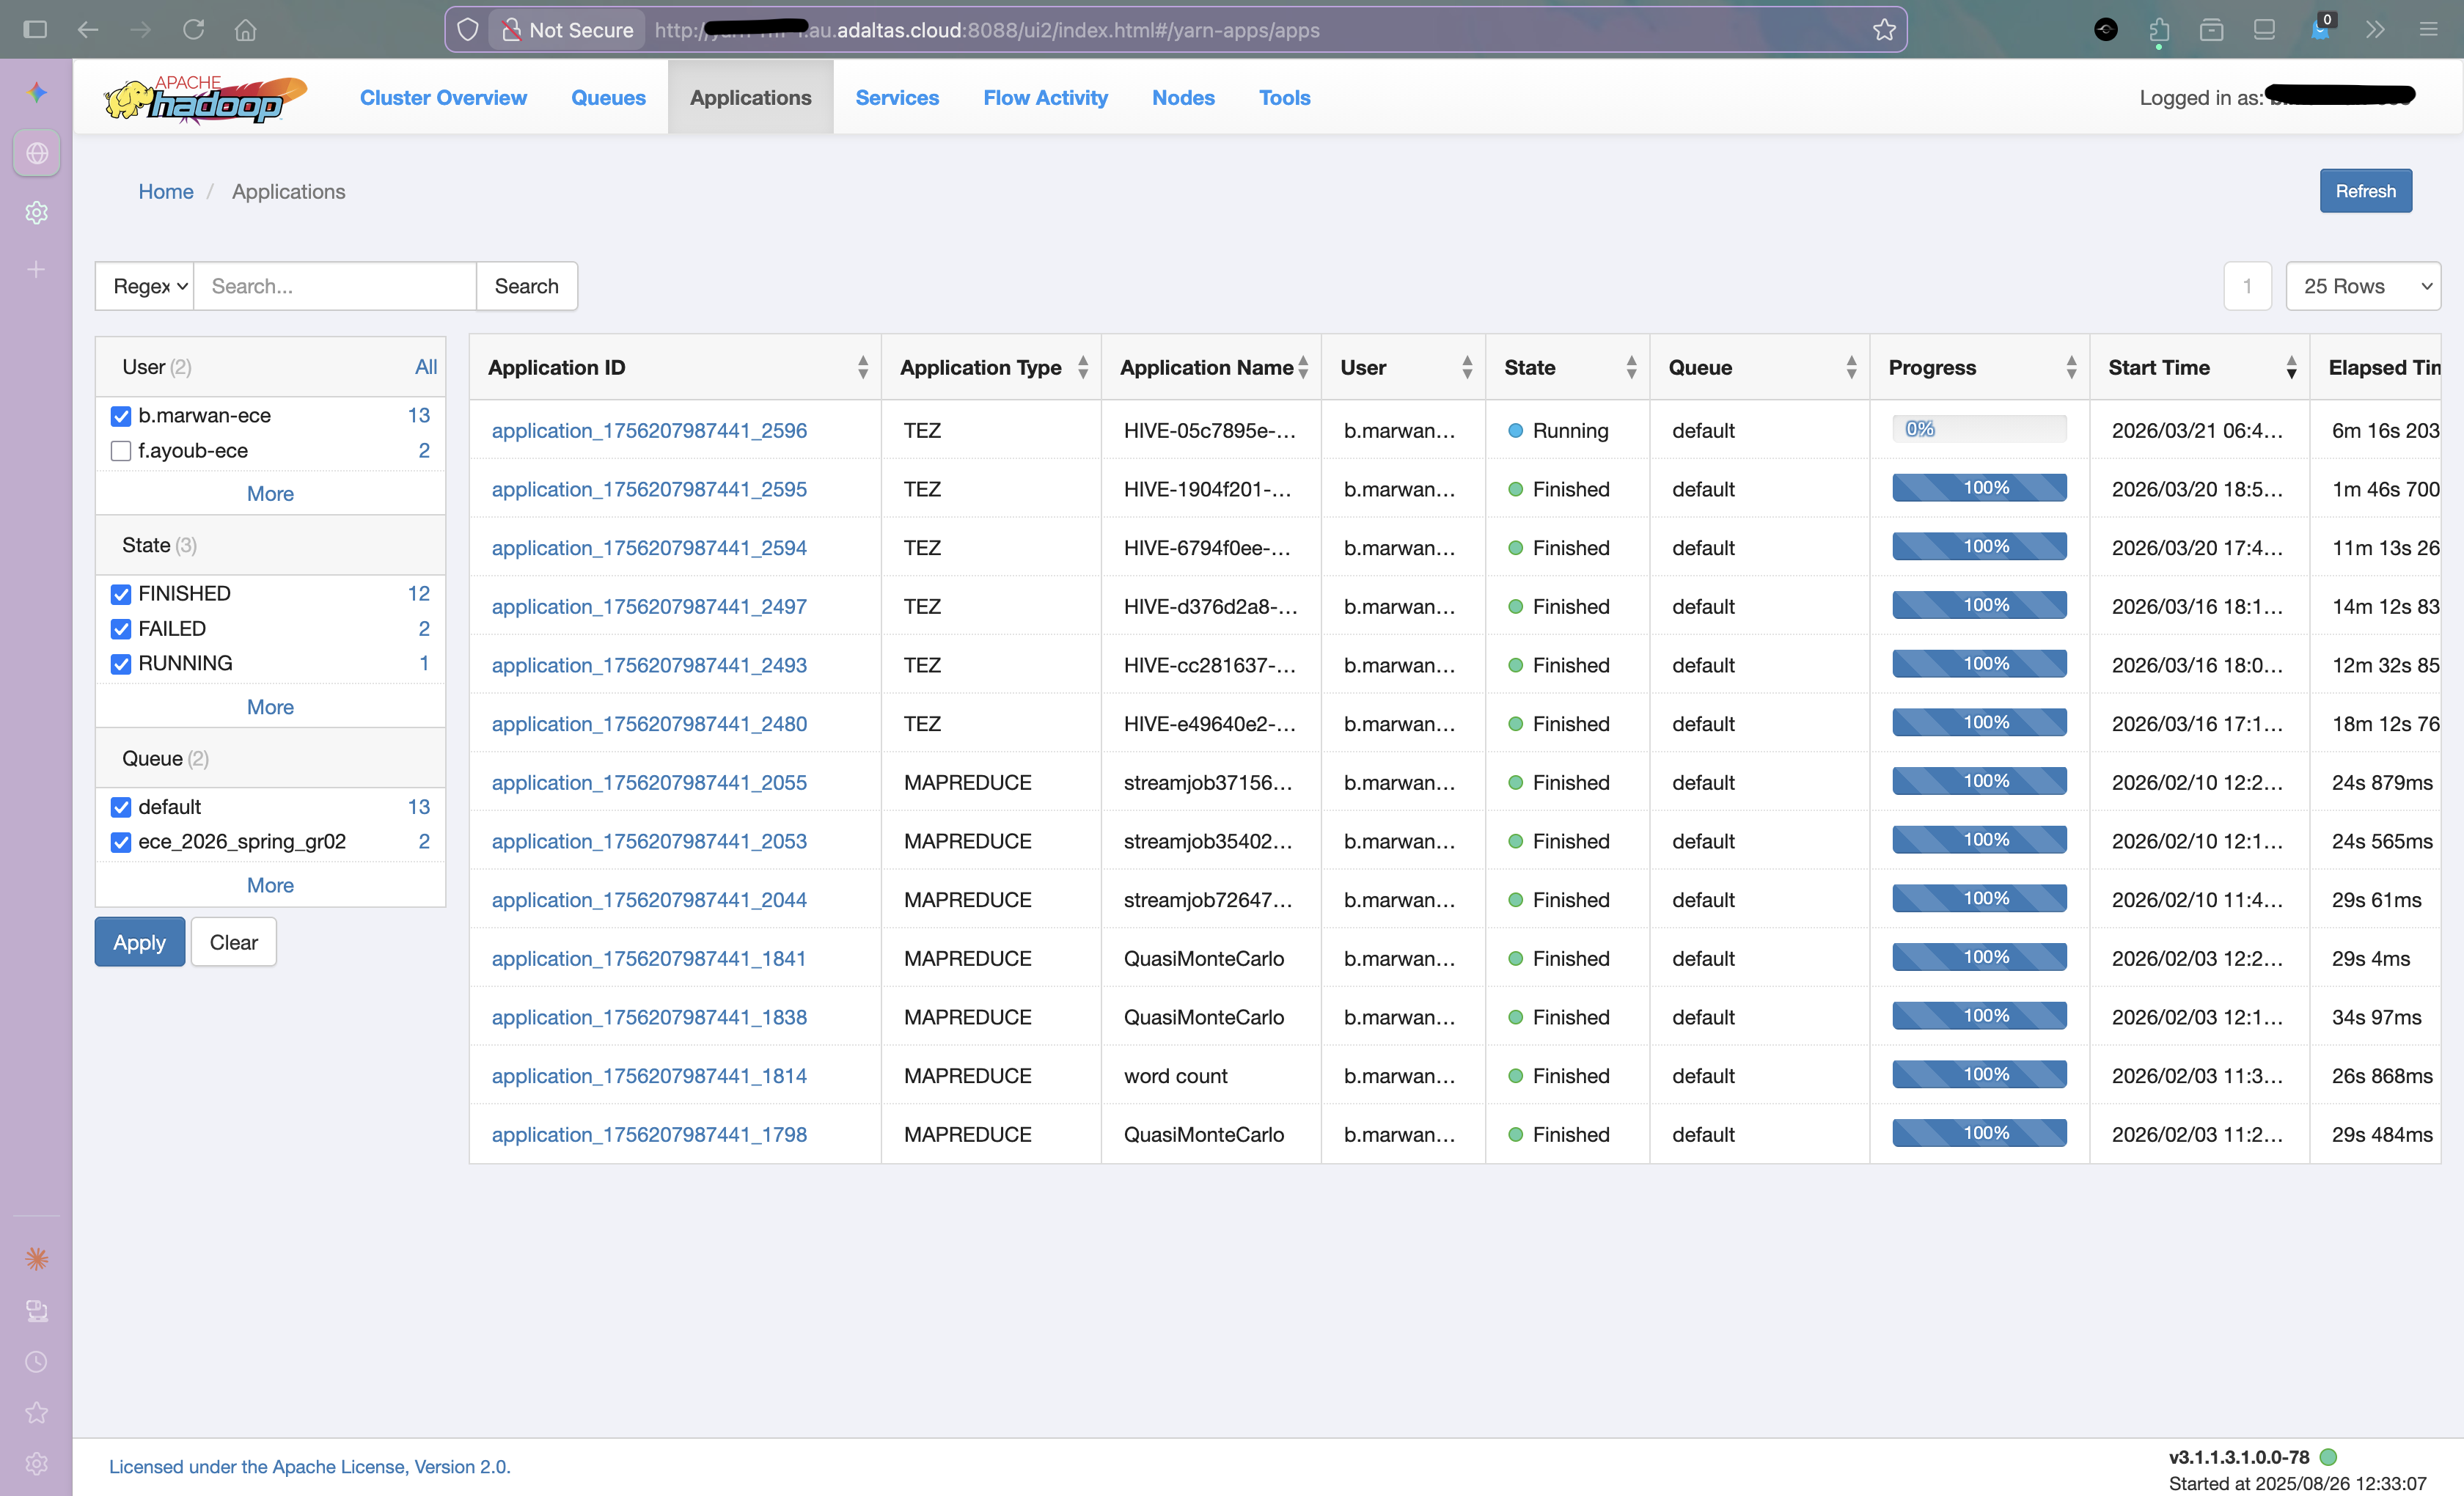 Not Secure http:// .au.adaltas.cloud:8088/ui2/index.html#/yarn-apps/apps 0
APACHE hadoop Cluster Overview Queues Applications Services Flow Activity Nodes Tools Logged in as:
Home / Applications Refresh
Regex Search... Search 1 25 Rows
User (2) All
b.marwan-ece 13
f.ayoub-ece 2
More
State (3)
FINISHED 12
FAILED 2
RUNNING 1
More
Queue (2)
default 13
ece_2026_spring_gr02 2
More
Apply Clear
Application ID Application Type Application Name User State Queue Progress Start Time Elapsed Tim
application_1756207987441_2596 TEZ HIVE-05c7895e-... b.marwan... Running default 0% 2026/03/21 06:4... 6m 16s 203
application_1756207987441_2595 TEZ HIVE-1904f201-... b.marwan... Finished default 100% 2026/03/20 18:5... 1m 46s 700
application_1756207987441_2594 TEZ HIVE-6794f0ee-... b.marwan... Finished default 100% 2026/03/20 17:4... 11m 13s 26
application_1756207987441_2497 TEZ HIVE-d376d2a8-... b.marwan... Finished default 100% 2026/03/16 18:1... 14m 12s 83
application_1756207987441_2493 TEZ HIVE-cc281637-... b.marwan... Finished default 100% 2026/03/16 18:0... 12m 32s 85
application_1756207987441_2480 TEZ HIVE-e49640e2-... b.marwan... Finished default 100% 2026/03/16 17:1... 18m 12s 76
application_1756207987441_2055 MAPREDUCE streamjob37156... b.marwan... Finished default 100% 2026/02/10 12:2... 24s 879ms
application_1756207987441_2053 MAPREDUCE streamjob35402... b.marwan... Finished default 100% 2026/02/10 12:1... 24s 565ms
application_1756207987441_2044 MAPREDUCE streamjob72647... b.marwan... Finished default 100% 2026/02/10 11:4... 29s 61ms
application_1756207987441_1841 MAPREDUCE QuasiMonteCarlo b.marwan... Finished default 100% 2026/02/03 12:2... 29s 4ms
application_1756207987441_1838 MAPREDUCE QuasiMonteCarlo b.marwan... Finished default 100% 2026/02/03 12:1... 34s 97ms
application_1756207987441_1814 MAPREDUCE word count b.marwan... Finished default 100% 2026/02/03 11:3... 26s 868ms
application_1756207987441_1798 MAPREDUCE QuasiMonteCarlo b.marwan... Finished default 100% 2026/02/03 11:2... 29s 484ms
Licensed under the Apache License, Version 2.0.
v3.1.1.3.1.0.0-78
Started at 2025/08/26 12:33:07